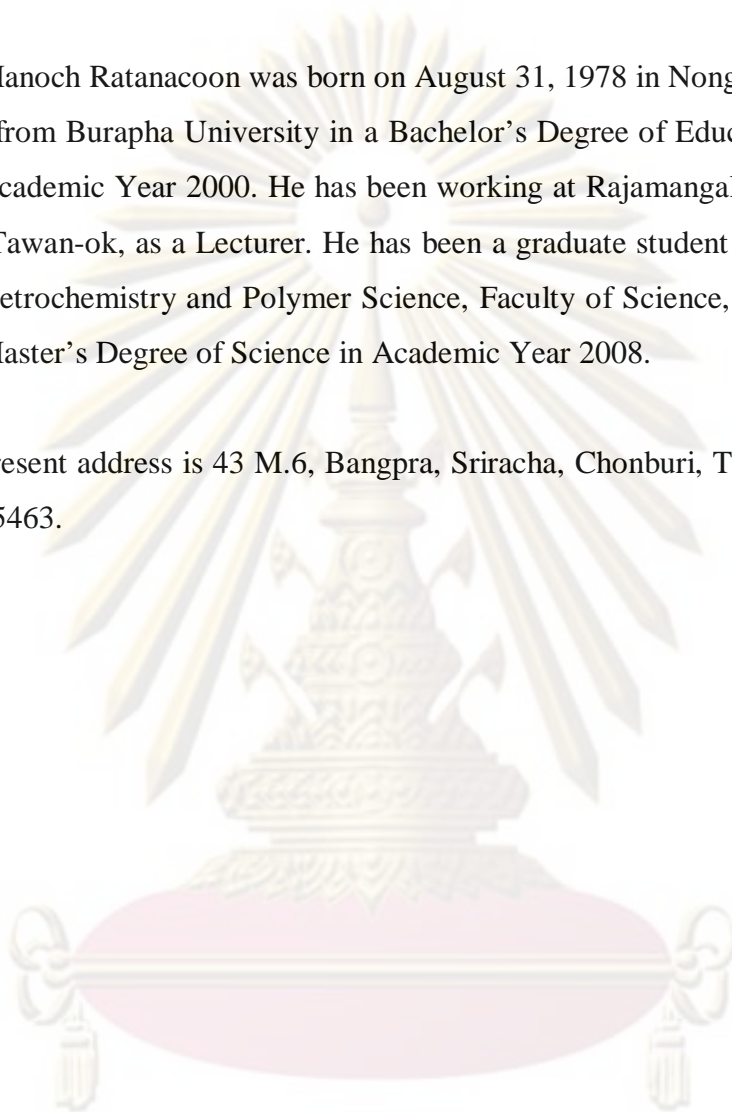 Manoch Ratanacoon was born on August 31, 1978 in Nong
from Burapha University in a Bachelor’s Degree of Educ
cademic Year 2000. He has been working at Rajamangal
Tawan-ok, as a Lecturer. He has been a graduate student
etrochemistry and Polymer Science, Faculty of Science,
Master’s Degree of Science in Academic Year 2008.
resent address is 43 M.6, Bangpra, Sriracha, Chonburi, T
5463.